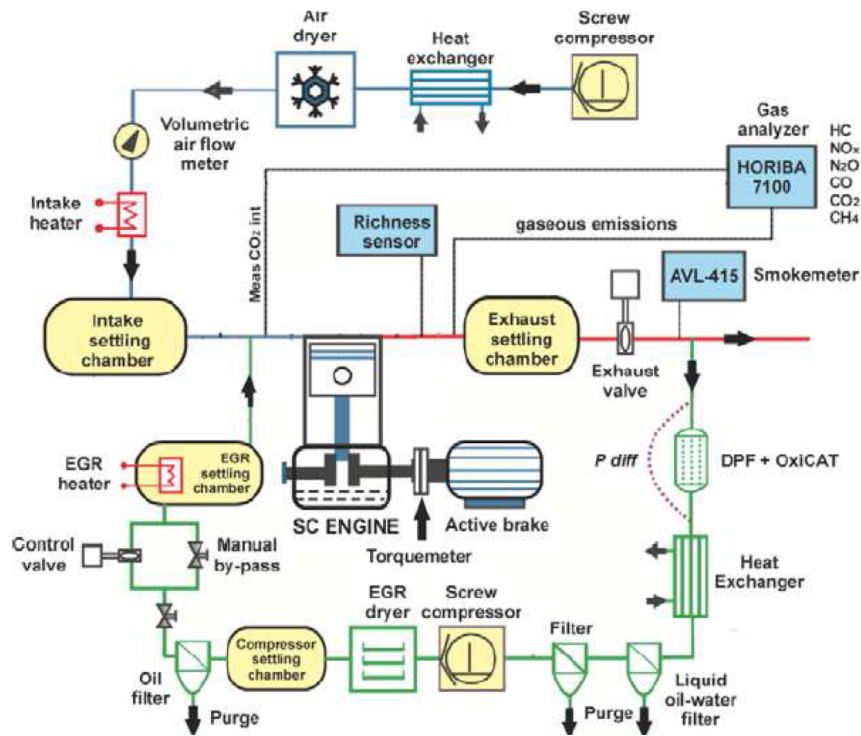 Air
dryer
Heat
exchanger
Screw
compressor
Gas
analyzer
HC
NOx
N2O
CO
CO2
CH4
HORIBA
7100
Volumetric
air flow
meter
Intake
heater
Meas CO2 int
Richness
sensor
gaseous emissions
AVL-415
Smokemeter
Intake
settling
chamber
Exhaust
settling
chamber
Exhaust
valve
EGR
heater
EGR
settling
chamber
P diff
DPF + OxiCAT
SC ENGINE
Active brake
Torquemeter
Control
valve
Manual
by-pass
Heat
Exchanger
EGR
dryer
Screw
compressor
Filter
Compressor
settling
chamber
Oil
filter
Purge
Purge
Liquid
oil-water
filter